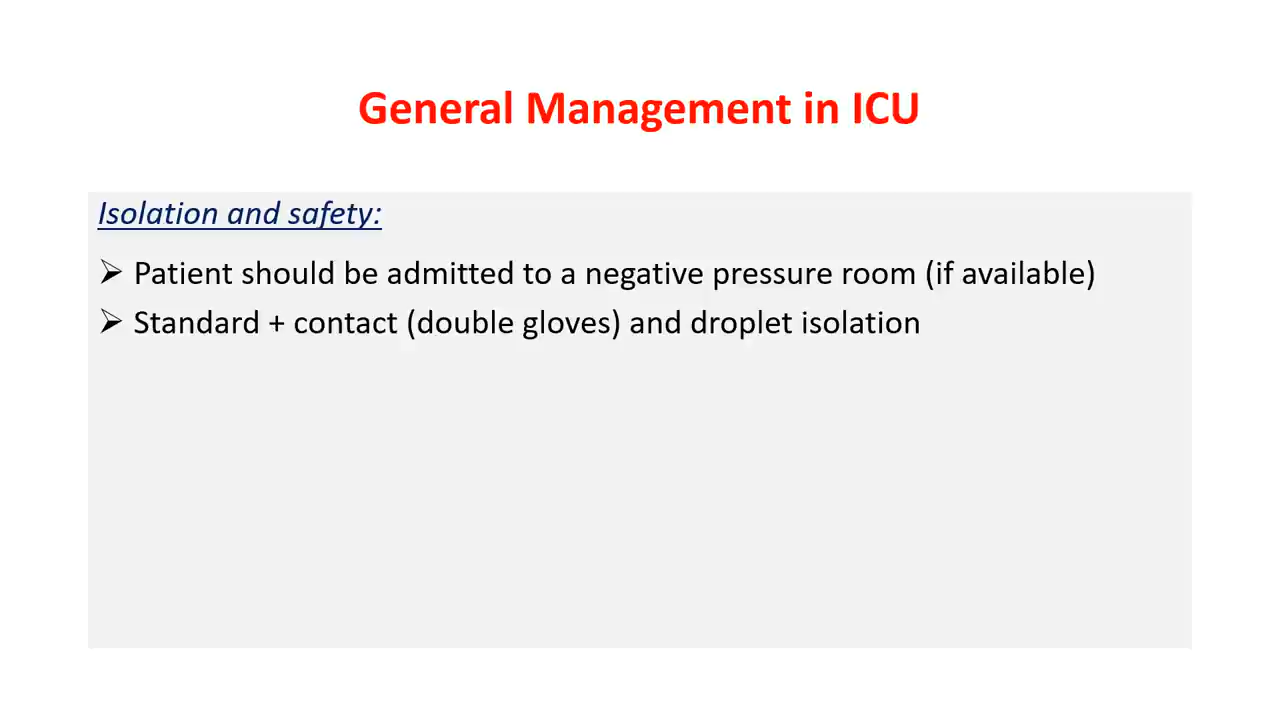 General Management in ICU
Isolation and safety:
➢ Patient should be admitted to a negative pressure room (if available)
➢ Standard + contact (double gloves) and droplet isolation